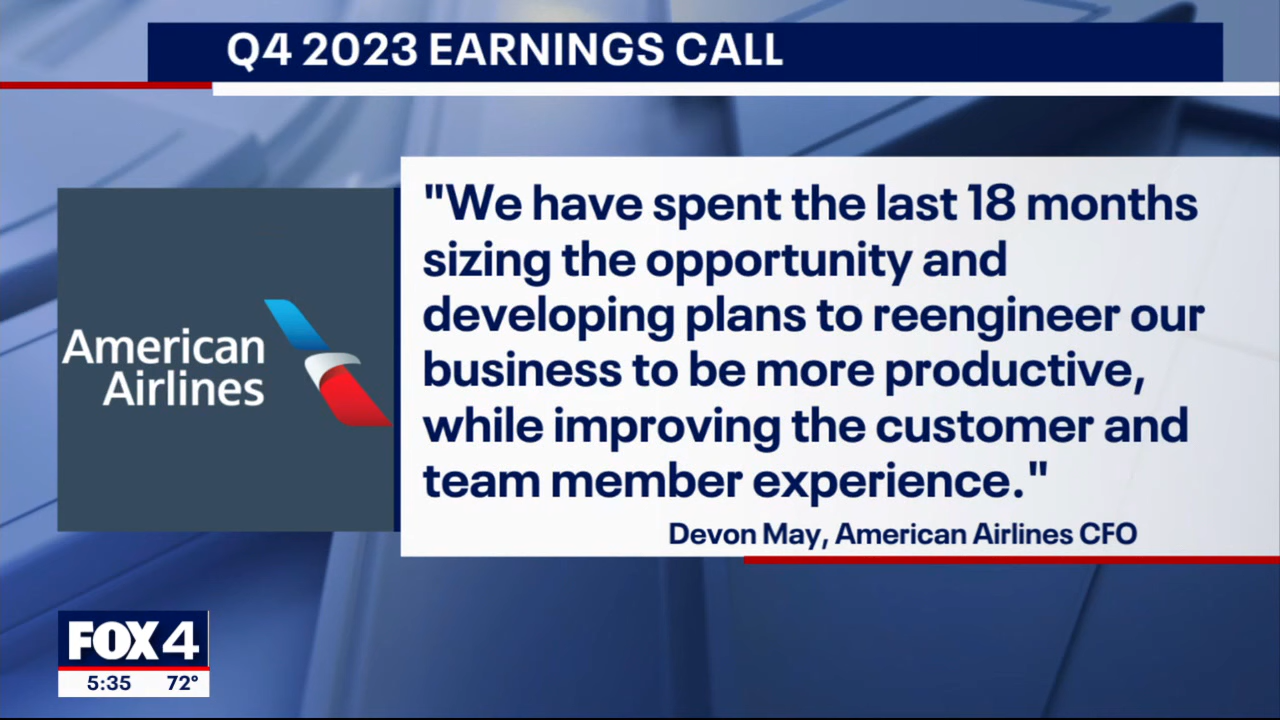 Q4 2023 EARNINGS CALL
"We have spent the last 18 months
sizing the opportunity and
developing plans to reengineer our
business to be more productive,
while improving the customer and
team member experience."
Devon May, American Airlines CFO
American
Airlines
FOX 4
5:35 72°